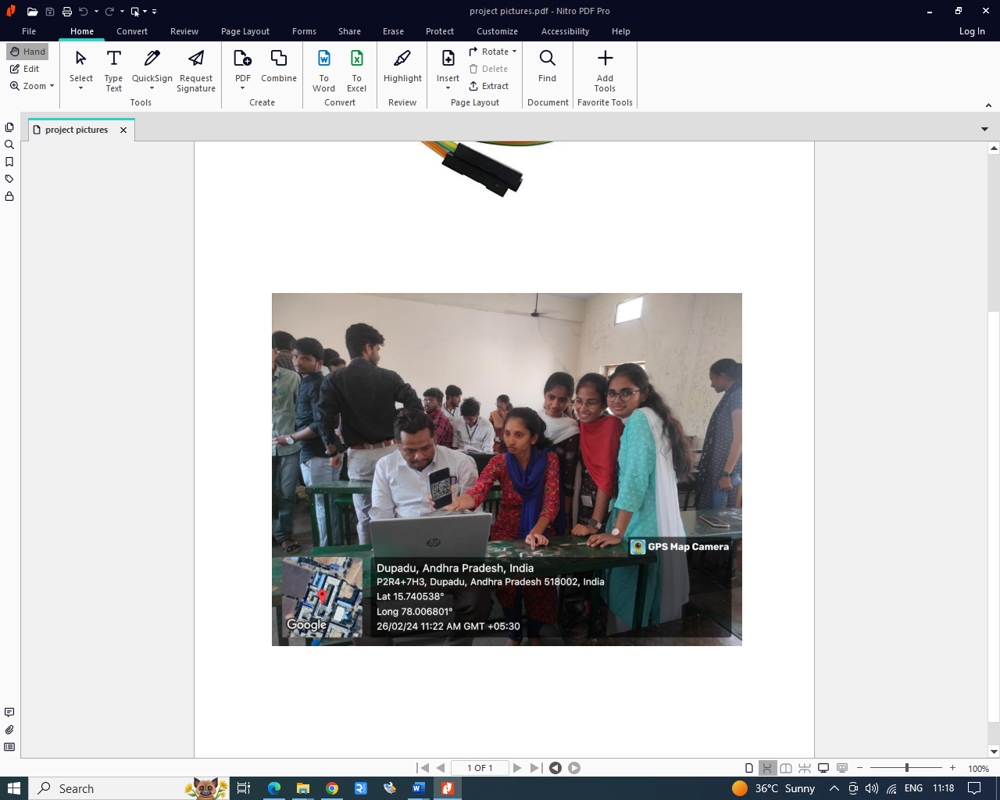 project pictures.pdf - Nitro PDF Pro
File Home Convert Review Page Layout Forms Share Erase Protect Customize Accessibility Help Log In
Hand
Edit
Zoom
Select
Type Text
QuickSign
Request Signature
Tools
PDF
Combine
Create
To Word
To Excel
Convert
Highlight
Review
Insert
Rotate
Delete
Extract
Page Layout
Find
Document
Add Tools
Favorite Tools
project pictures
hp
GPS Map Camera
Google
Dupadu, Andhra Pradesh, India
P2R4+7H3, Dupadu, Andhra Pradesh 518002, India
Lat 15.740538°
Long 78.006801°
26/02/24 11:22 AM GMT +05:30
1 OF 1
100%
Search
36°C Sunny
ENG
11:18